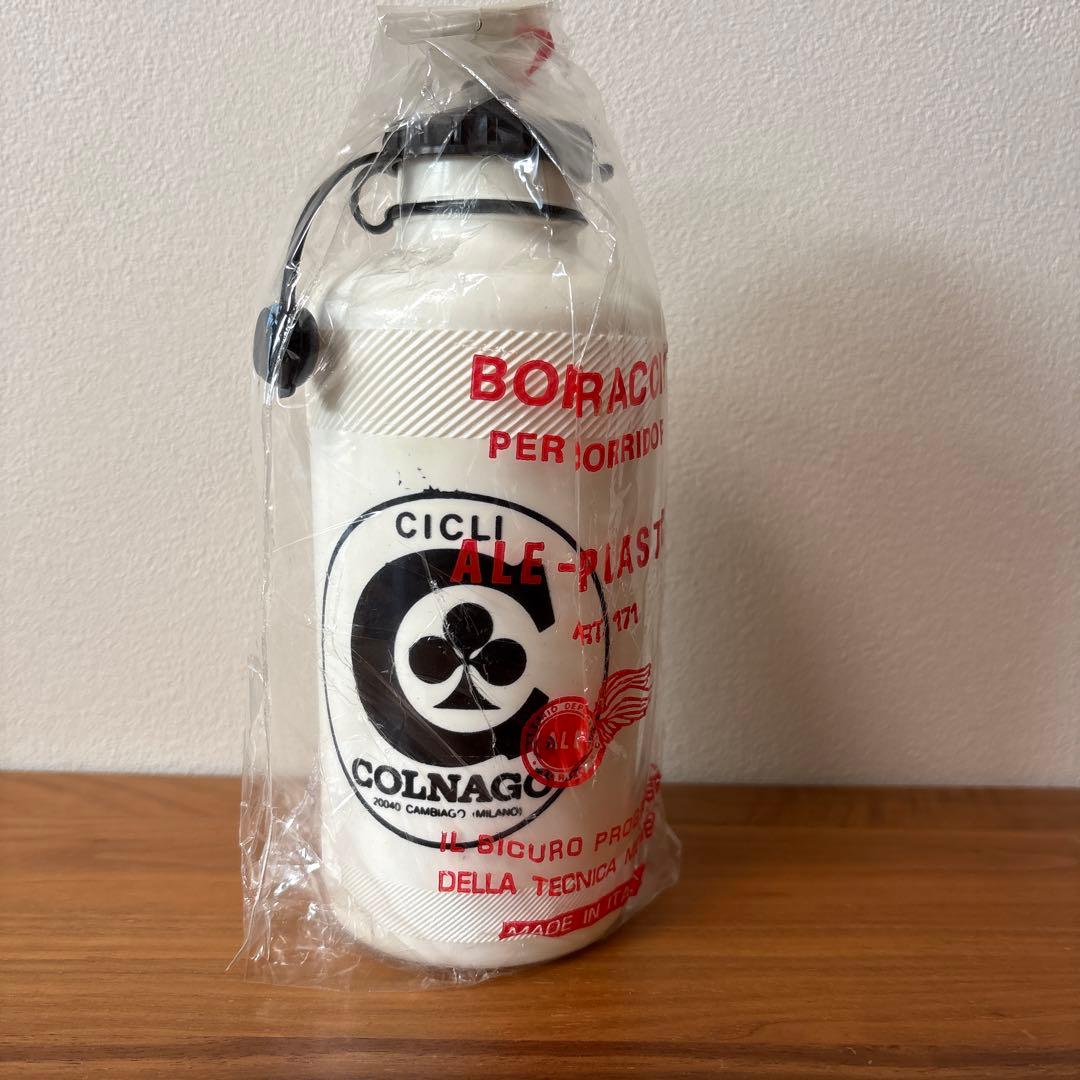 BORRACCI
PER CORRIDOR
CICLI
ALE-PLAST
ART. 171
ALE
COLNAGO
20040 CAMBIAGO (MILANO)
IL SICURO PRO
DELLA TECNICA
MADE IN ITA